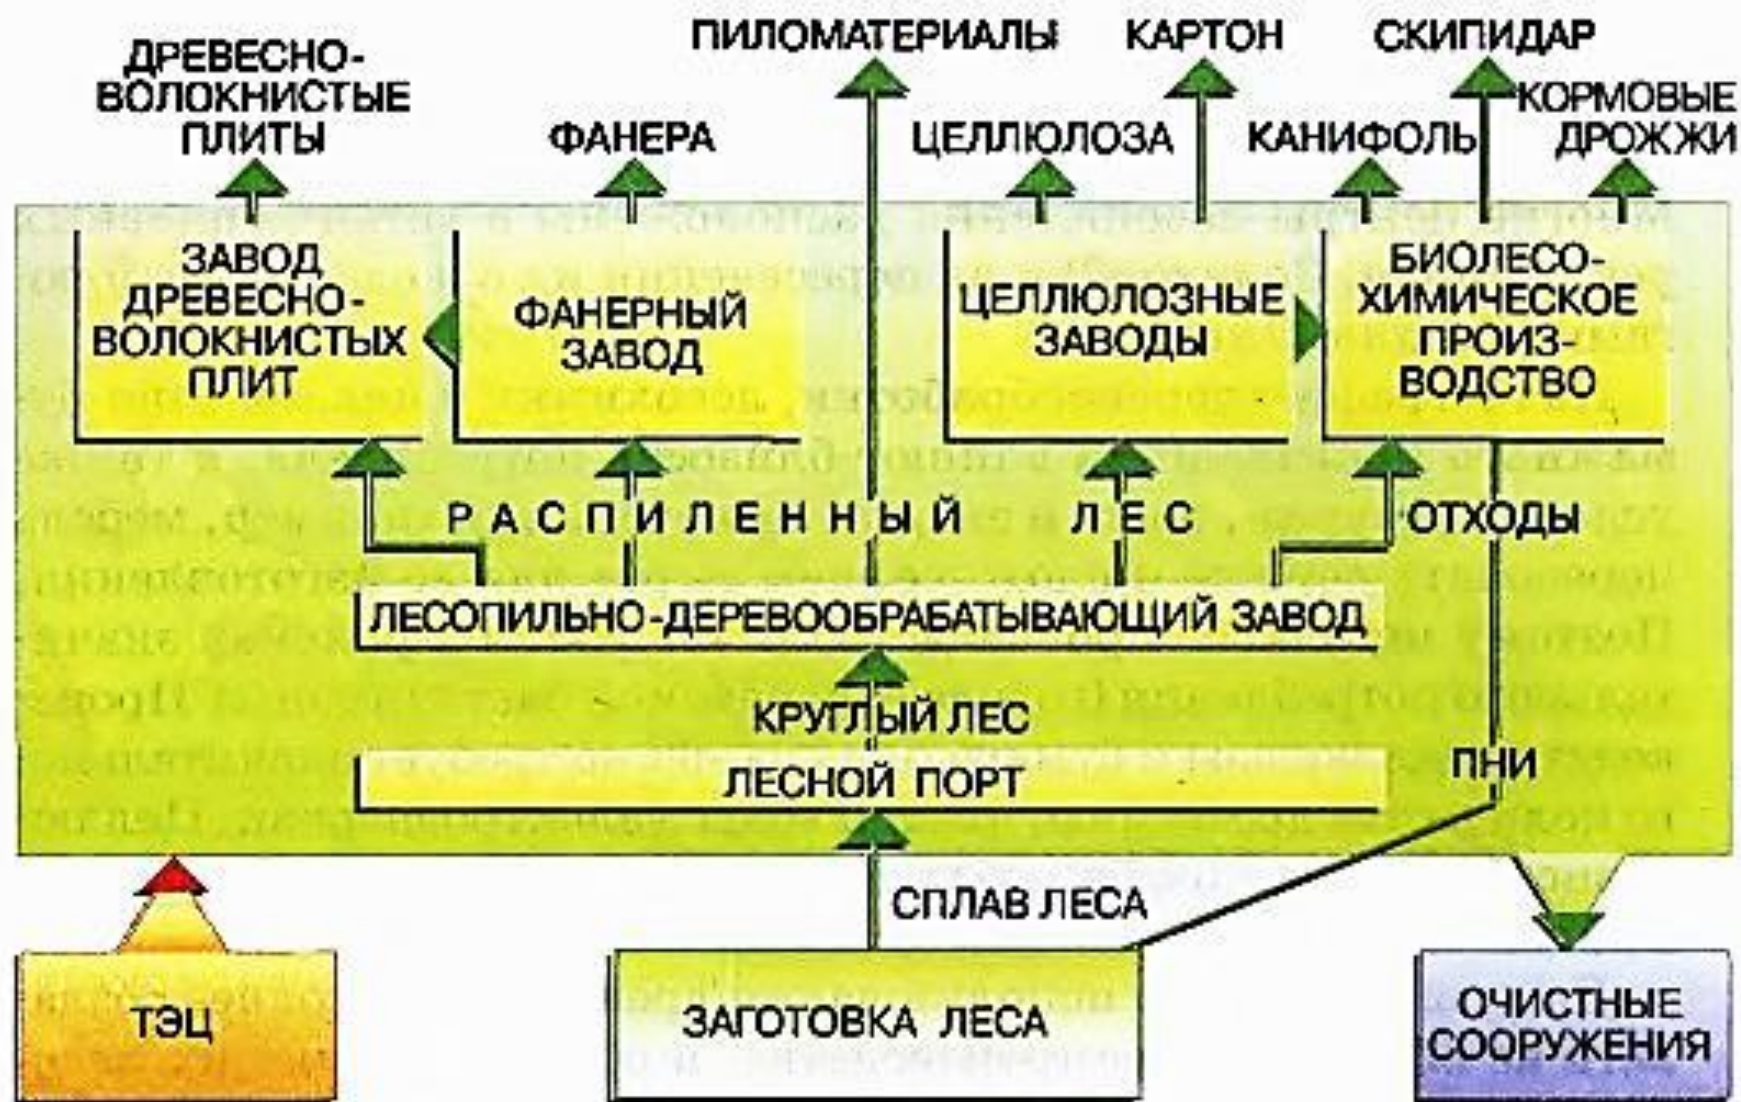 ДРЕВЕСНО-
ВОЛОКНИСТЫЕ
ПЛИТЫ
ФАНЕРА
ПИЛОМАТЕРИАЛЫ
ЦЕЛЛЮЛОЗА
КАРТОН
КАНИФОЛЬ
СКИПИДАР
КОРМОВЫЕ
ДРОЖЖИ
ЗАВОД
ДРЕВЕСНО-
ВОЛОКНИСТЫХ
ПЛИТ
ФАНЕРНЫЙ
ЗАВОД
ЦЕЛЛЮЛОЗНЫЕ
ЗАВОДЫ
БИОЛЕСО-
ХИМИЧЕСКОЕ
ПРОИЗ-
ВОДСТВО
РАСПИЛЕННЫЙ ЛЕС
ОТХОДЫ
ЛЕСОПИЛЬНО-ДЕРЕВООБРАБАТЫВАЮЩИЙ ЗАВОД
КРУГЛЫЙ ЛЕС
ЛЕСНОЙ ПОРТ
ПНИ
СПЛАВ ЛЕСА
ТЭЦ
ЗАГОТОВКА ЛЕСА
ОЧИСТНЫЕ
СООРУЖЕНИЯ